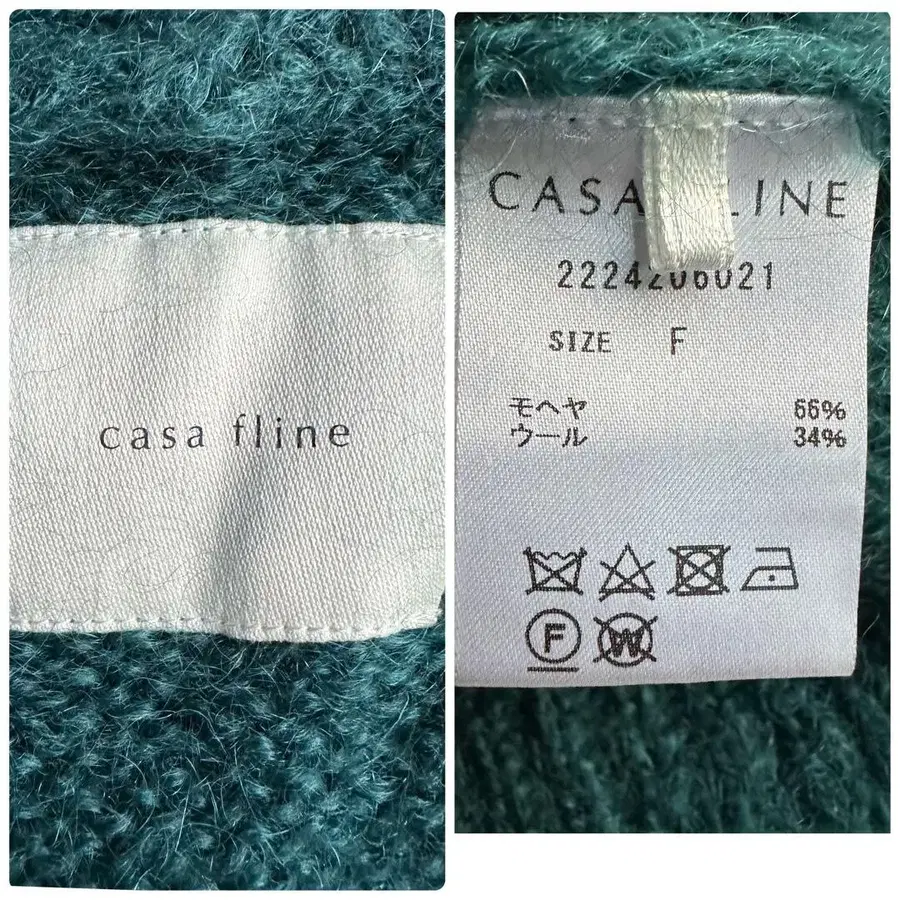 casa fline
CASA FLINE
2224206021
SIZE F
モヘヤ 66%
ウール 34%
F W